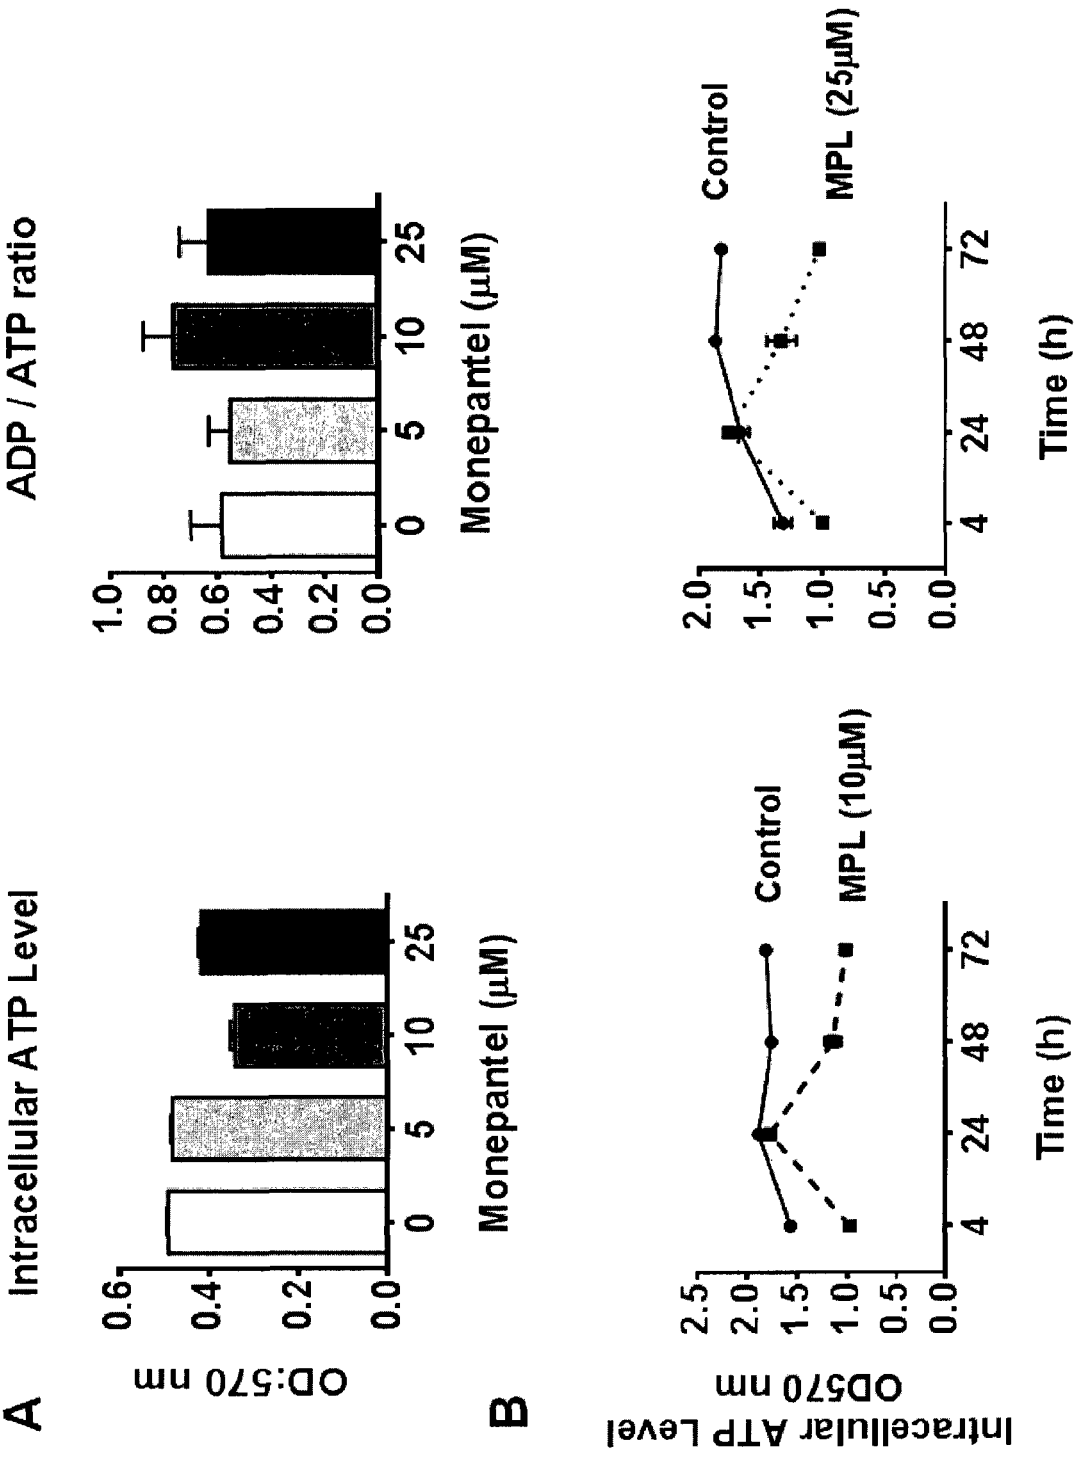 A
Intracellular ATP Level
OD:570 nm
0.6
0.4
0.2
0.0
0 5 10 25
Monepantel (μM)
ADP / ATP ratio
1.0
0.8
0.6
0.4
0.2
0.0
0 5 10 25
Monepantel (μM)
B
Intracellular ATP Level
OD570 nm
2.5
2.0
1.5
1.0
0.5
0.0
4 24 48 72
Time (h)
Control
MPL (10μM)
2.0
1.5
1.0
0.5
0.0
4 24 48 72
Time (h)
Control
MPL (25μM)